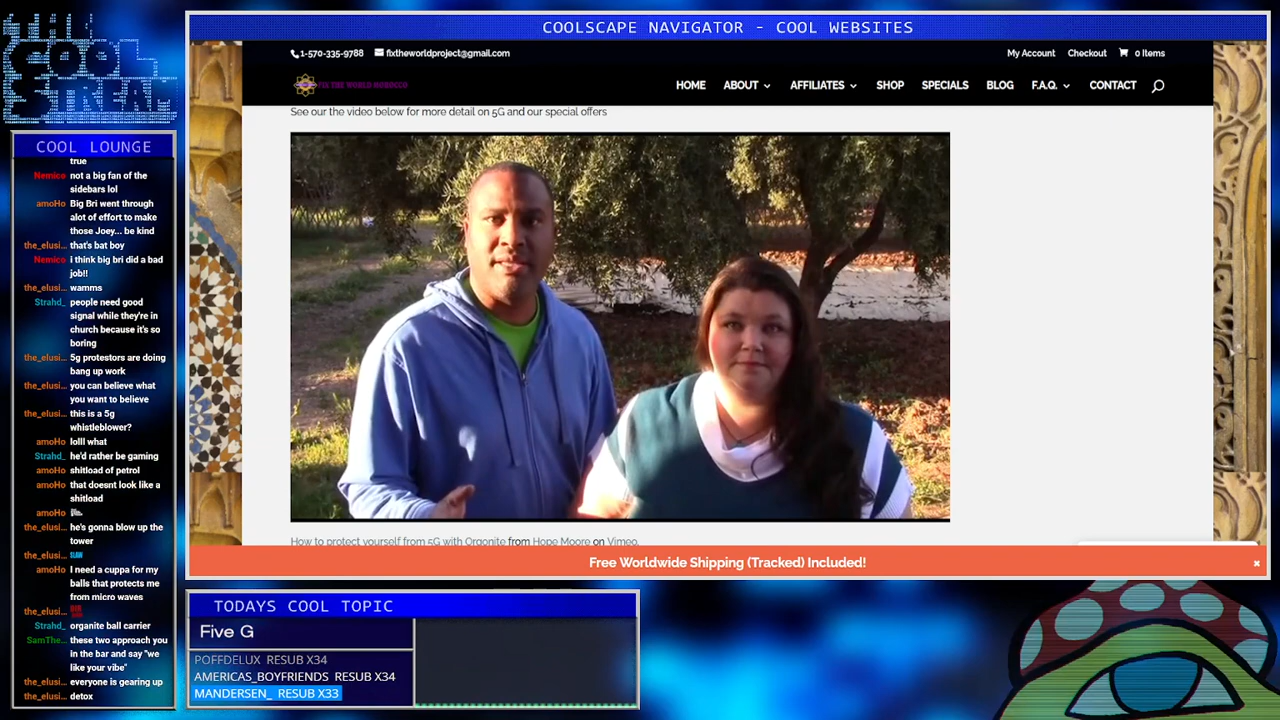 COOLSCAPE NAVIGATOR - COOL WEBSITES
1-570-335-9788 fixtheworldproject@gmail.com
My Account Checkout 0 Items
FIX THE WORLD MOROCCO
HOME ABOUT AFFILIATES SHOP SPECIALS BLOG F.A.Q. CONTACT
See our the video below for more detail on 5G and our special offers
How to protect yourself from 5G with Orgonite from Hope Moore on Vimeo.
Free Worldwide Shipping (Tracked) Included!
×
COOL LOUNGE
true
Nemico not a big fan of the
sidebars lol
amoHo Big Bri went through
alot of effort to make
those Joey... be kind
the_elusi... that's bat boy
Nemico i think big bri did a bad
job!!
the_elusi... wamms
Strahd_ people need good
signal while they're in
church because it's so
boring
the_elusi... 5g protestors are doing
bang up work
the_elusi... you can believe what
you want to believe
the_elusi... this is a 5g
whistleblower?
amoHo lolll what
Strahd_ he'd rather be gaming
amoHo shitload of petrol
amoHo that doesnt look like a
shitload
amoHo
the_elusi... he's gonna blow up the
tower
the_elusi... SLAW
amoHo I need a cuppa for my
balls that protects me
from micro waves
the_elusi...
Strahd_ organite ball carrier
SamThe... these two approach you
in the bar and say "we
like your vibe"
the_elusi... everyone is gearing up
the_elusi... detox
TODAYS COOL TOPIC
Five G
POFFDELUX RESUB X34
AMERICAS_BOYFRIENDS RESUB X34
MANDERSEN_ RESUB X33